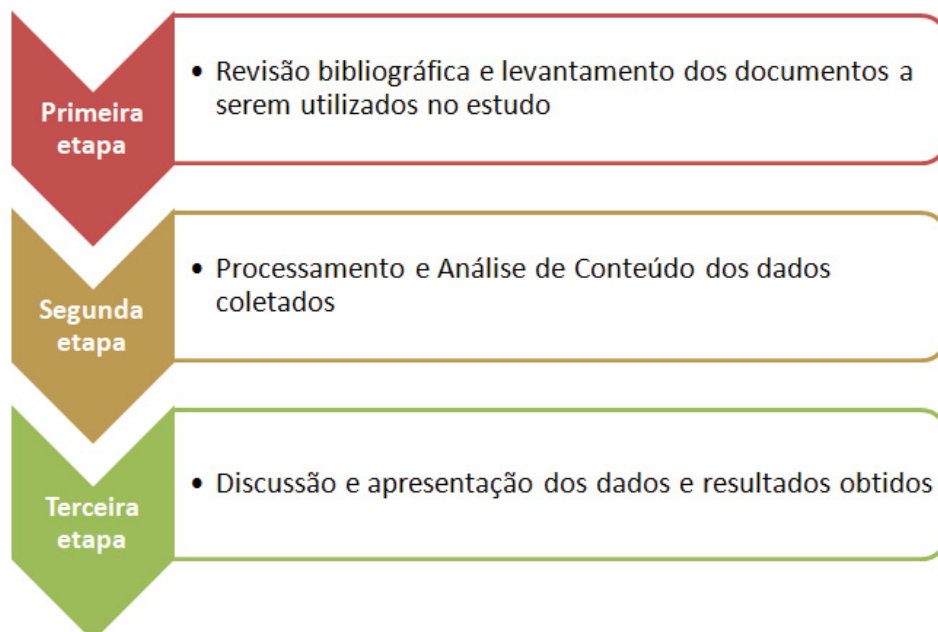 Primeira
etapa
• Revisão bibliográfica e levantamento dos documentos a
serem utilizados no estudo
Segunda
etapa
• Processamento e Análise de Conteúdo dos dados
coletados
Terceira
etapa
• Discussão e apresentação dos dados e resultados obtidos